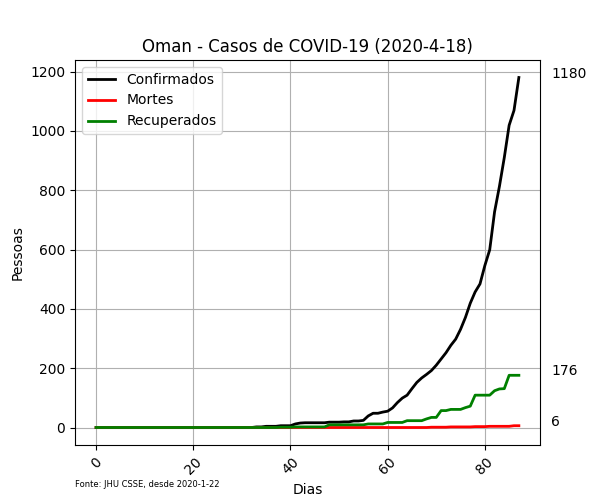 Oman - Casos de COVID-19 (2020-4-18)
Confirmados
Mortes
Recuperados
1200
1000
800
600
400
200
0
Pessoas
1180
176
6
0
20
40
60
80
Dias
Fonte: JHU CSSE, desde 2020-1-22